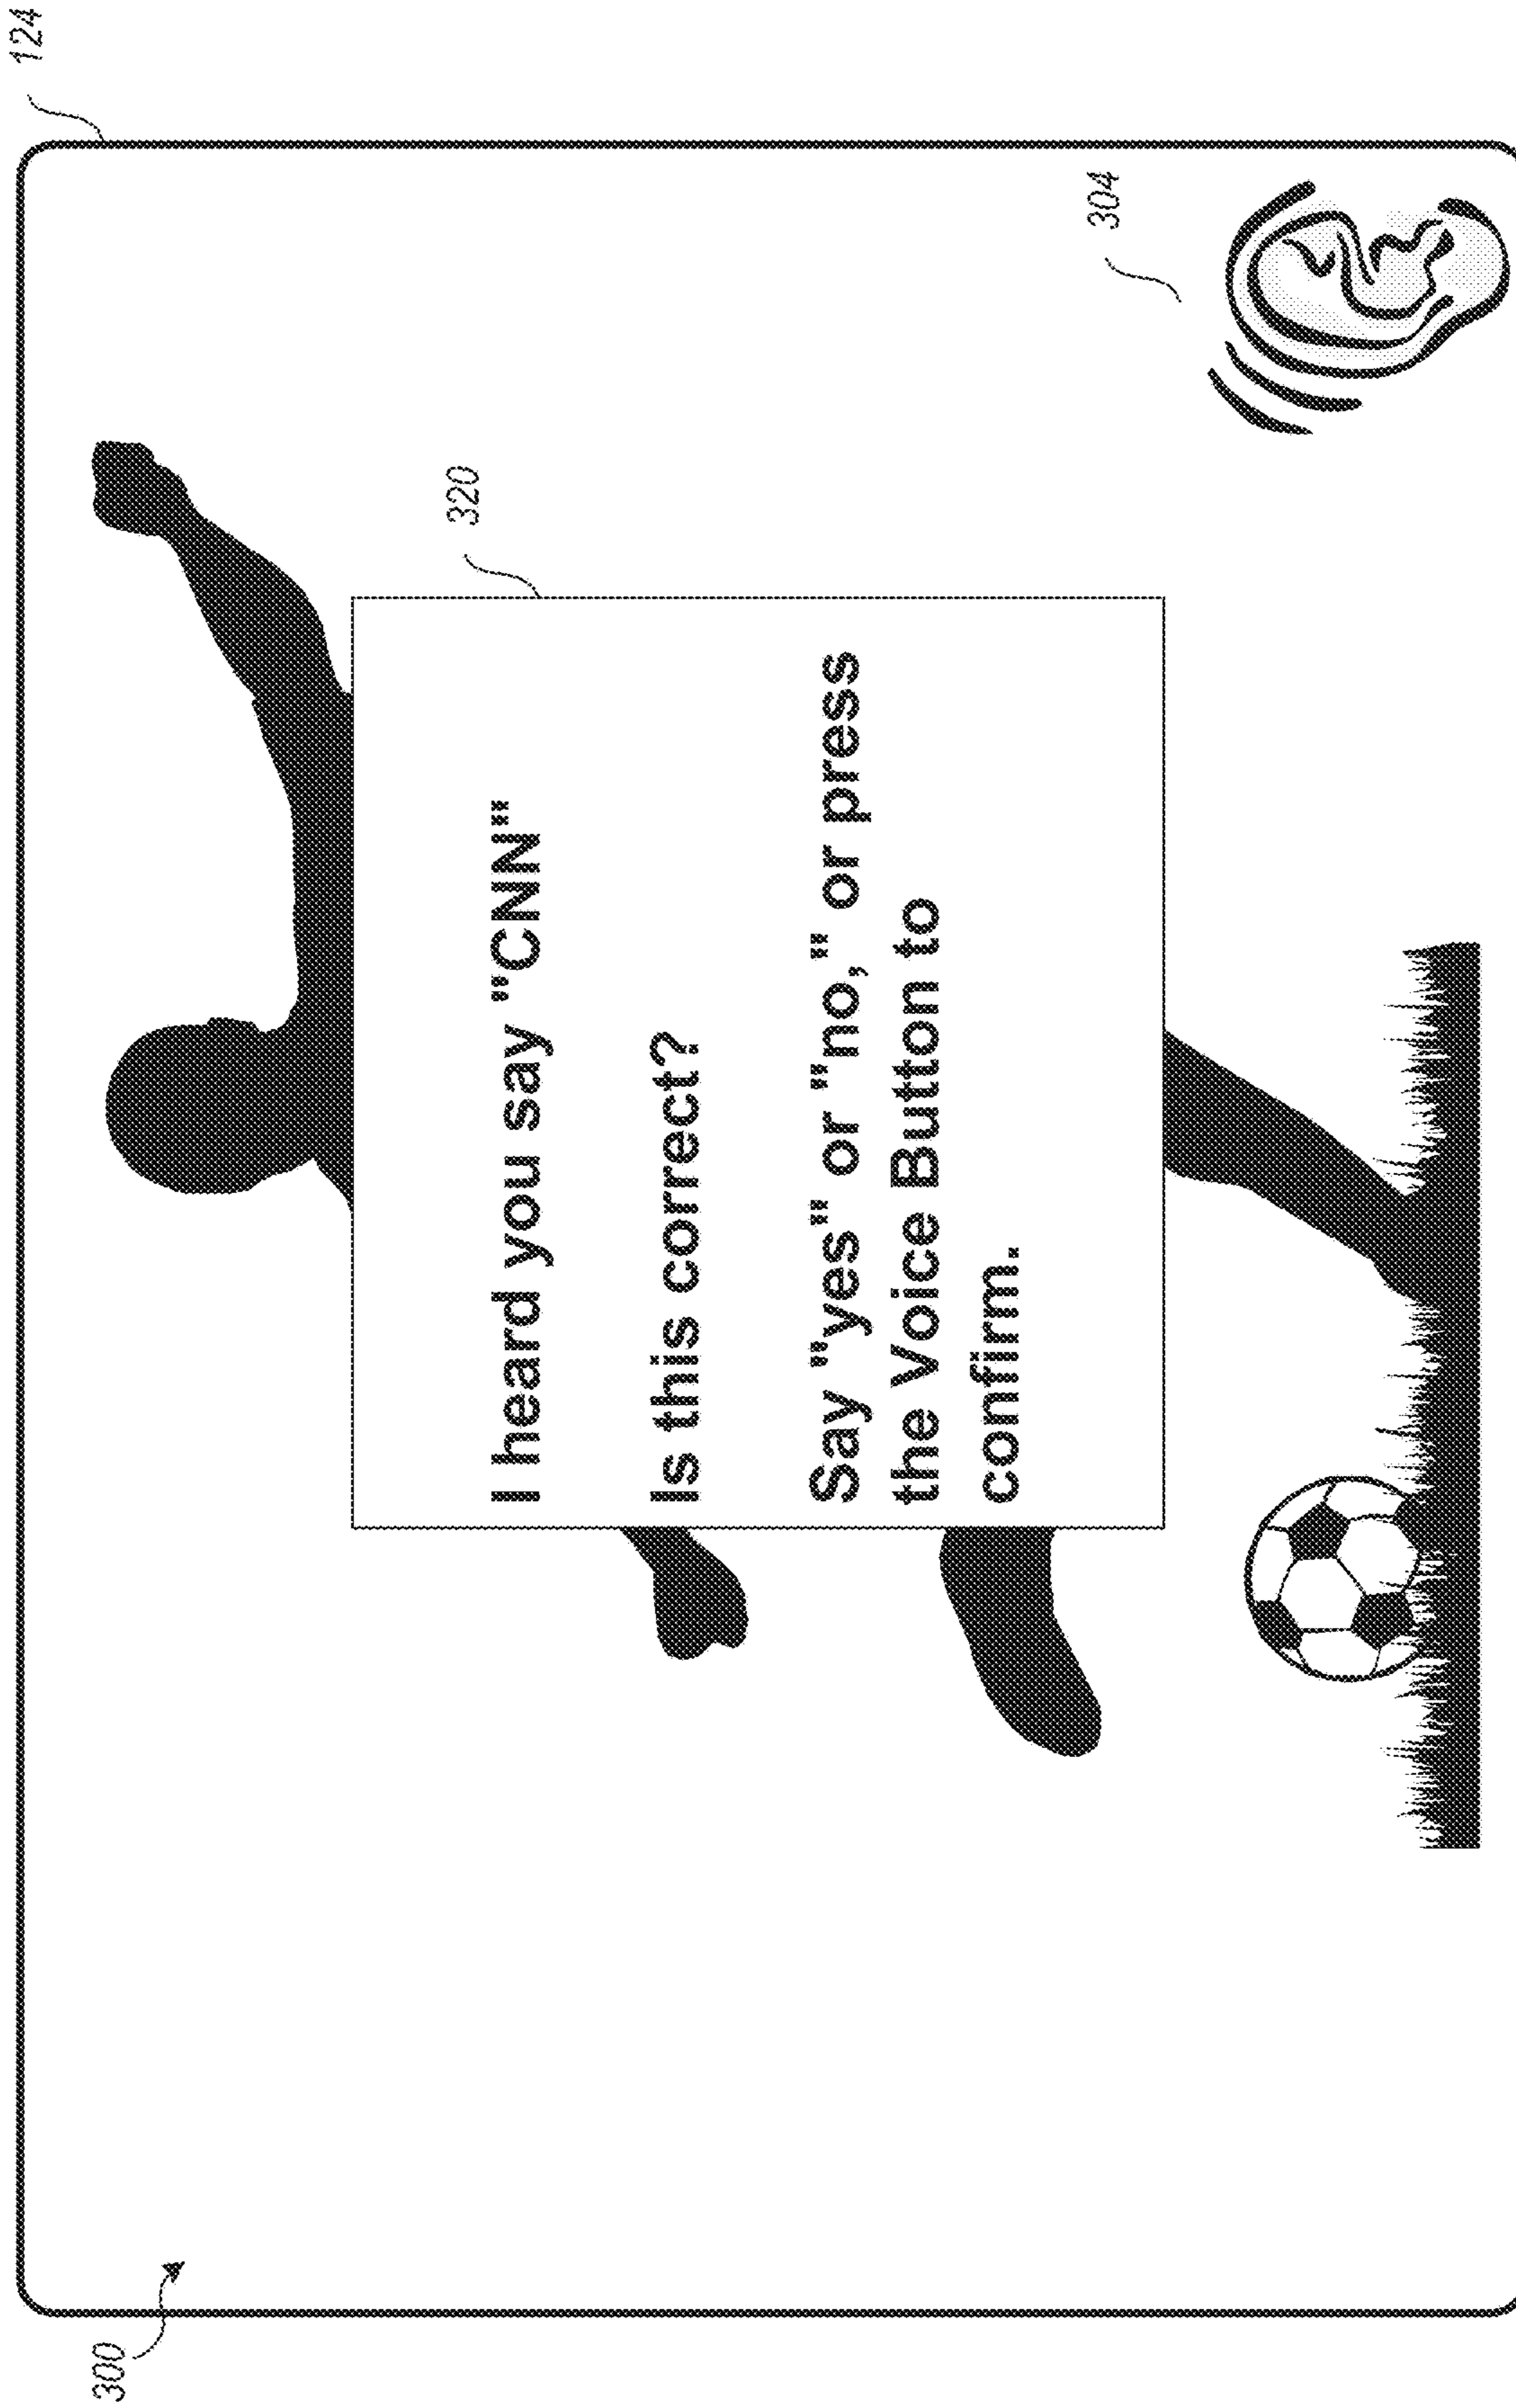 124
300
304
320
I heard you say "CNN"
Is this correct?
Say "yes" or "no," or press
the Voice Button to
confirm.